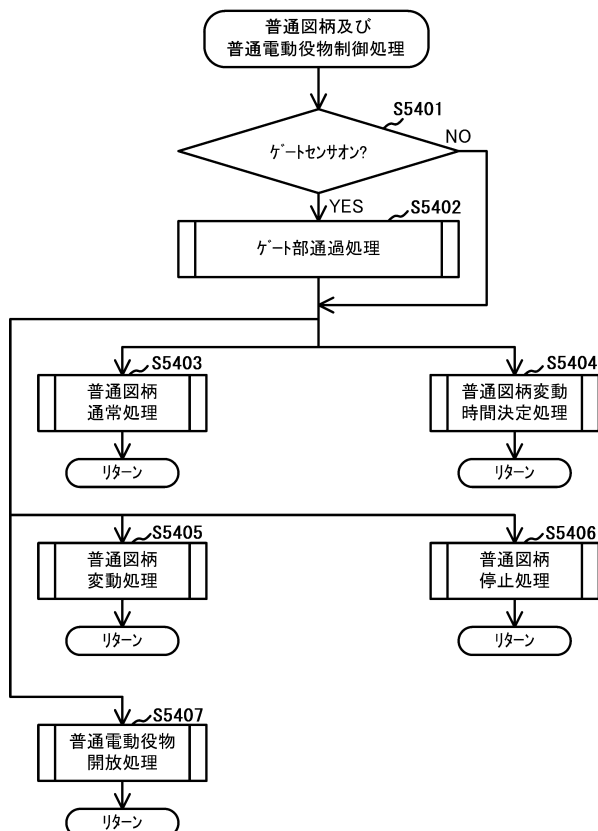 普通図柄及び
普通電動役物制御処理
S5401
ｹﾞｰﾄｾﾝｻｵﾝ?
NO
YES
S5402
ｹﾞｰﾄ部通過処理
S5403
普通図柄
通常処理
ﾘﾀｰﾝ
S5404
普通図柄変動
時間決定処理
ﾘﾀｰﾝ
S5405
普通図柄
変動処理
ﾘﾀｰﾝ
S5406
普通図柄
停止処理
ﾘﾀｰﾝ
S5407
普通電動役物
開放処理
ﾘﾀｰﾝ